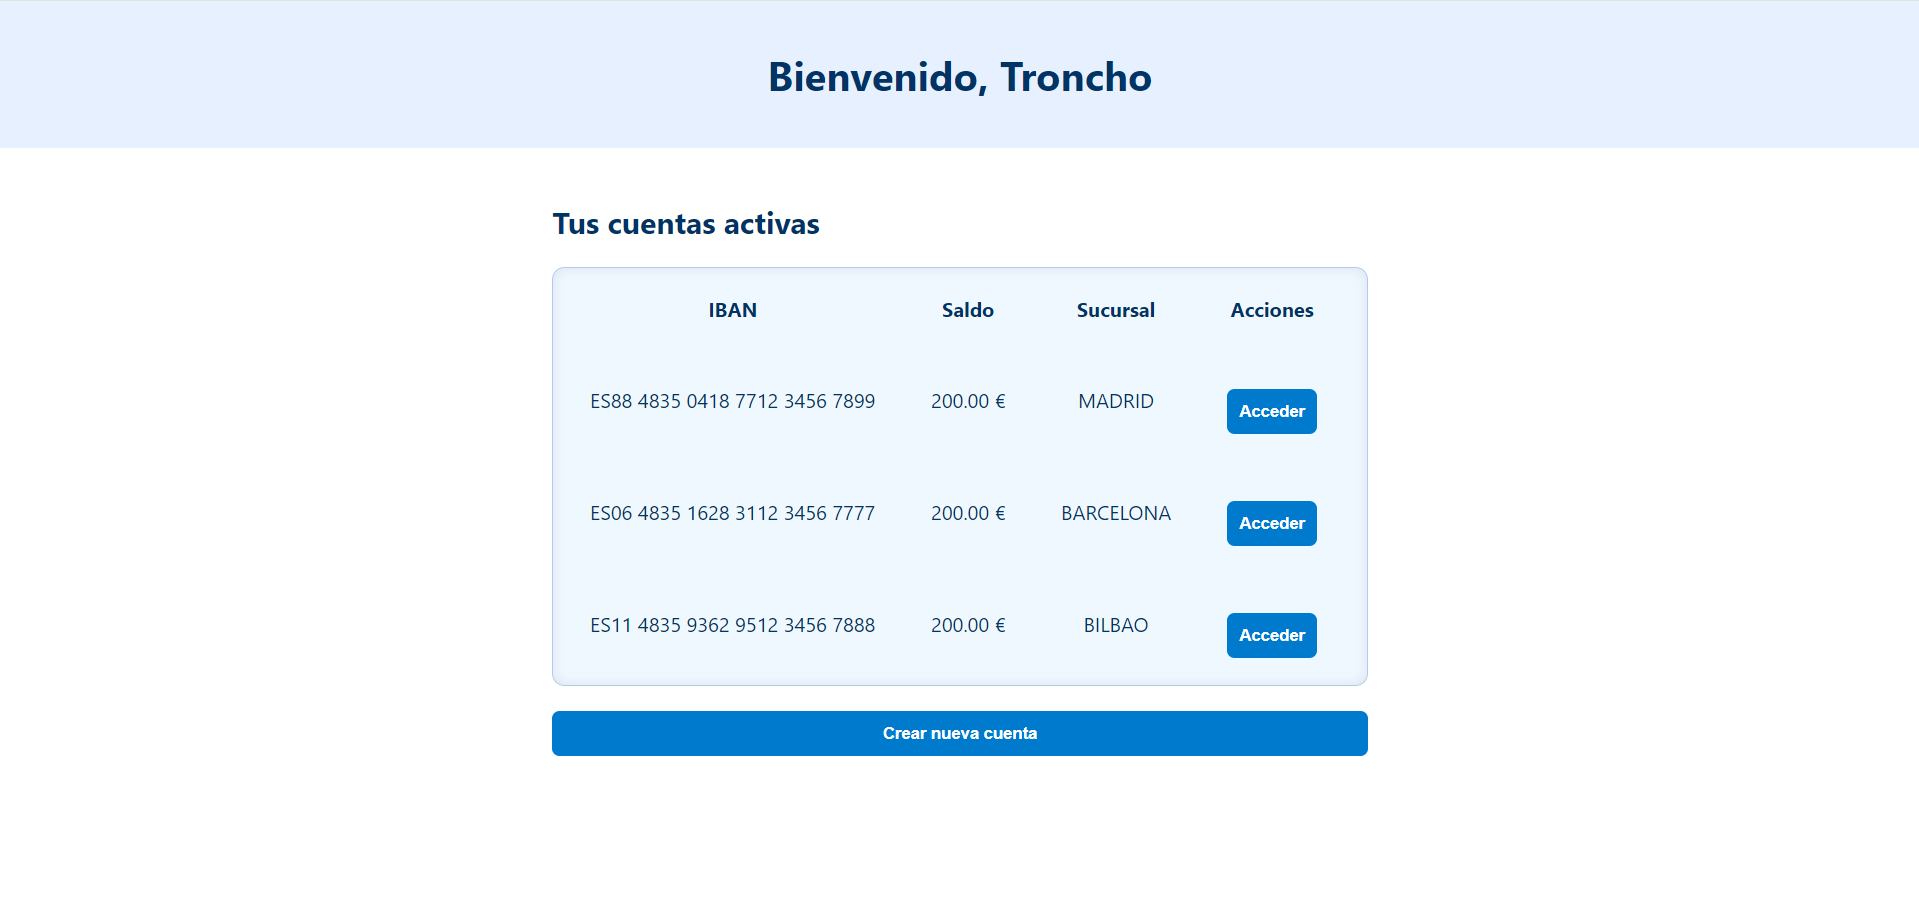 Bienvenido, Troncho
Tus cuentas activas
IBAN Saldo Sucursal Acciones
ES88 4835 0418 7712 3456 7899 200.00 € MADRID Acceder
ES06 4835 1628 3112 3456 7777 200.00 € BARCELONA Acceder
ES11 4835 9362 9512 3456 7888 200.00 € BILBAO Acceder
Crear nueva cuenta